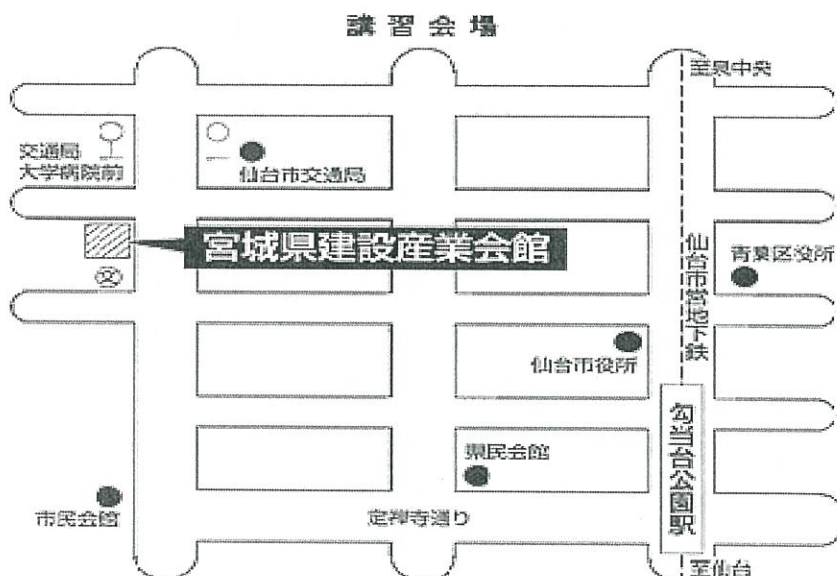 講習会場
至泉中央
交通局
大学病院前
仙台市交通局
宮城県建設産業会館
仙台市営地下鉄
青葉区役所
仙台市役所
勾当台公園駅
県民会館
市民会館
定禅寺通り
至仙台